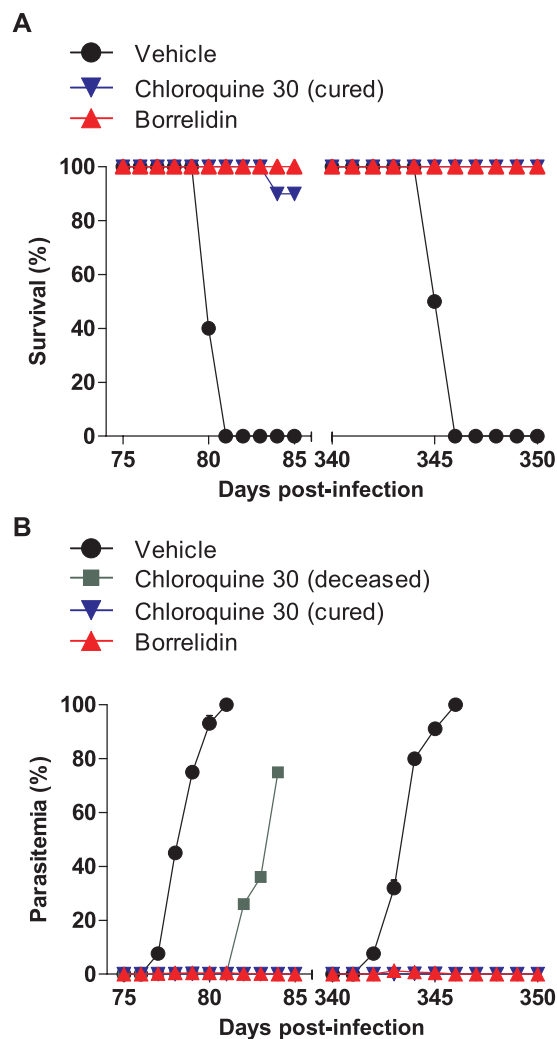 A
Vehicle
Chloroquine 30 (cured)
Borrelidin
100
80
60
40
20
0
Survival (%)
75 80 85 340 345 350
Days post-infection
B
Vehicle
Chloroquine 30 (deceased)
Chloroquine 30 (cured)
Borrelidin
100
80
60
40
20
0
Parasitemia (%)
75 80 85 340 345 350
Days post-infection